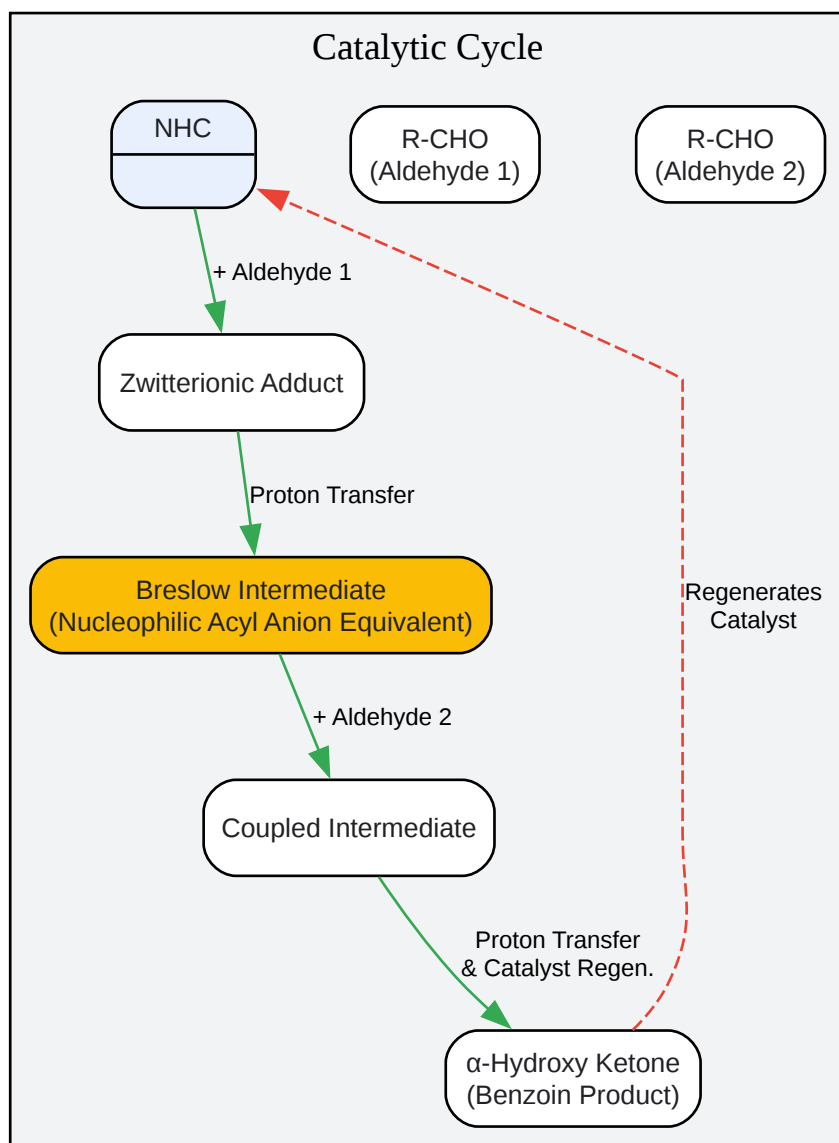 Catalytic Cycle
NHC
R-CHO
(Aldehyde 1)
R-CHO
(Aldehyde 2)
+ Aldehyde 1
Zwitterionic Adduct
Proton Transfer
Breslow Intermediate
(Nucleophilic Acyl Anion Equivalent)
Regenerates
Catalyst
+ Aldehyde 2
Coupled Intermediate
Proton Transfer
& Catalyst Regen.
α-Hydroxy Ketone
(Benzoin Product)